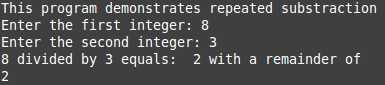 This program demonstrates repeated substraction
Enter the first integer: 8
Enter the second integer: 3
8 divided by 3 equals:  2 with a remainder of
2